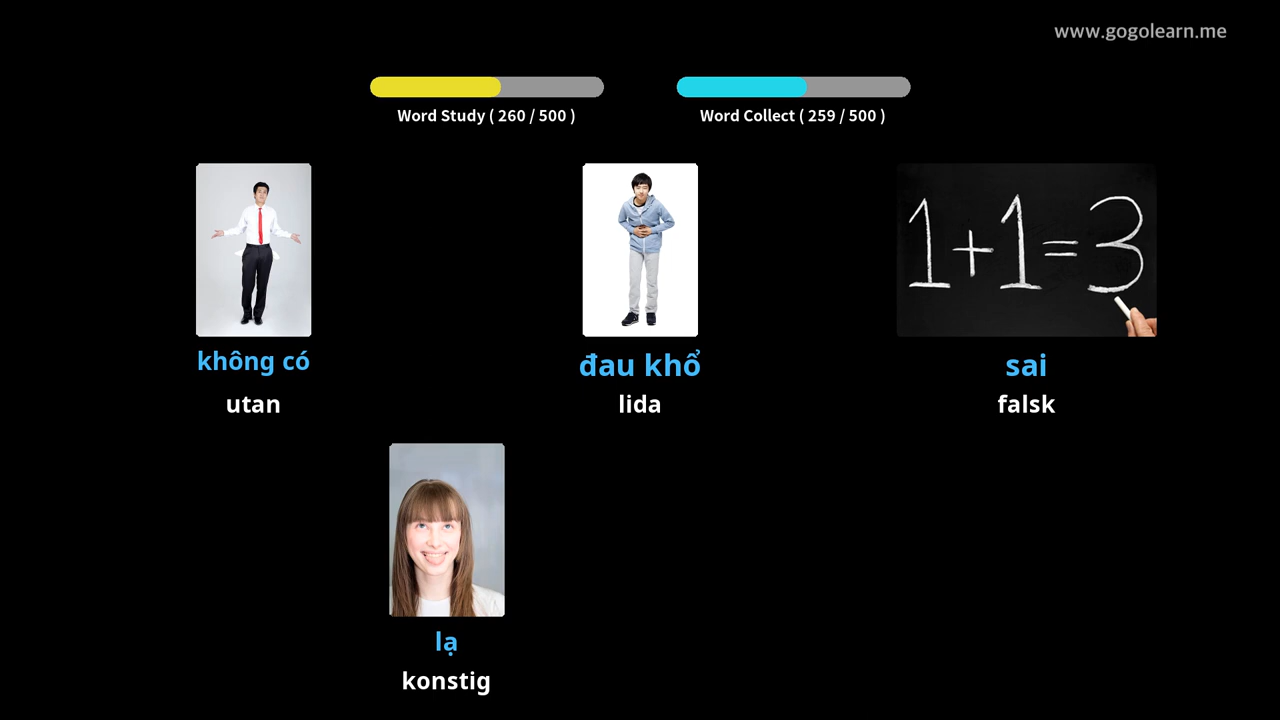 www.gogolearn.me
Word Study ( 260 / 500 )
Word Collect ( 259 / 500 )
1+1=3
không có
đau khổ
sai
utan
lida
falsk
lạ
konstig